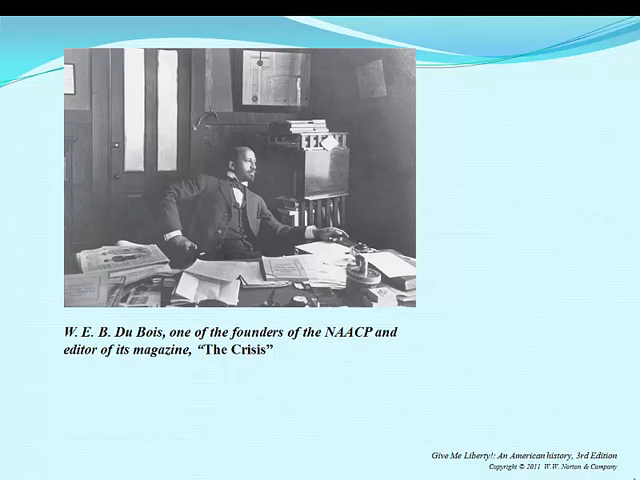 W. E. B. Du Bois, one of the founders of the NAACP and
editor of its magazine, “The Crisis”
Give Me Liberty!: An American history, 3rd Edition
Copyright © 2011 W.W. Norton & Company